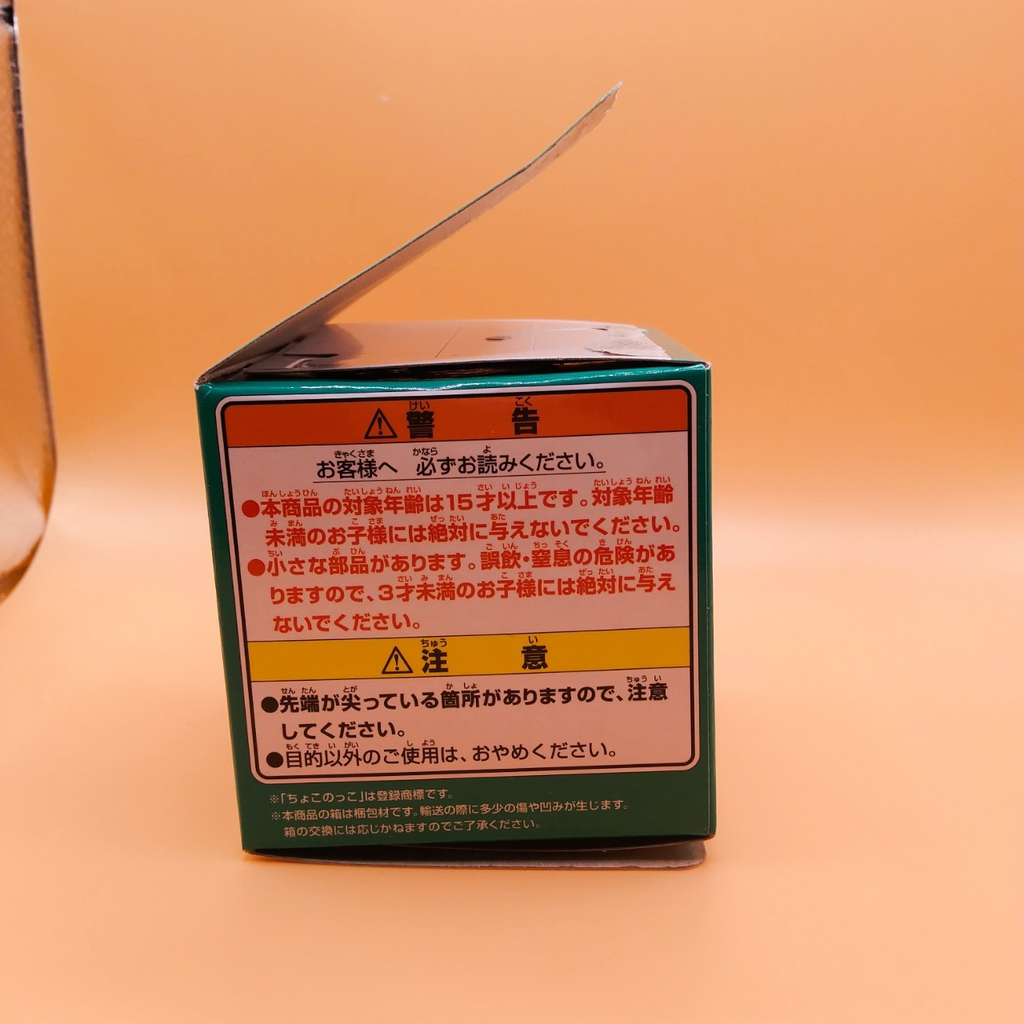 ⚠警告
お客様へ 必ずお読みください。
●本商品の対象年齢は15才以上です。対象年齢
未満のお子様には絶対に与えないでください。
●小さな部品があります。誤飲・窒息の危険があ
りますので、3才未満のお子様には絶対に与え
ないでください。
⚠注意
●先端が尖っている箇所がありますので、注意
してください。
●目的以外のご使用は、おやめください。
※「ちょこのっこ」は登録商標です。
※本商品の箱は梱包材です。輸送の際に多少の傷や凹みが生じます。
箱の交換には応じかねますのでご了承ください。